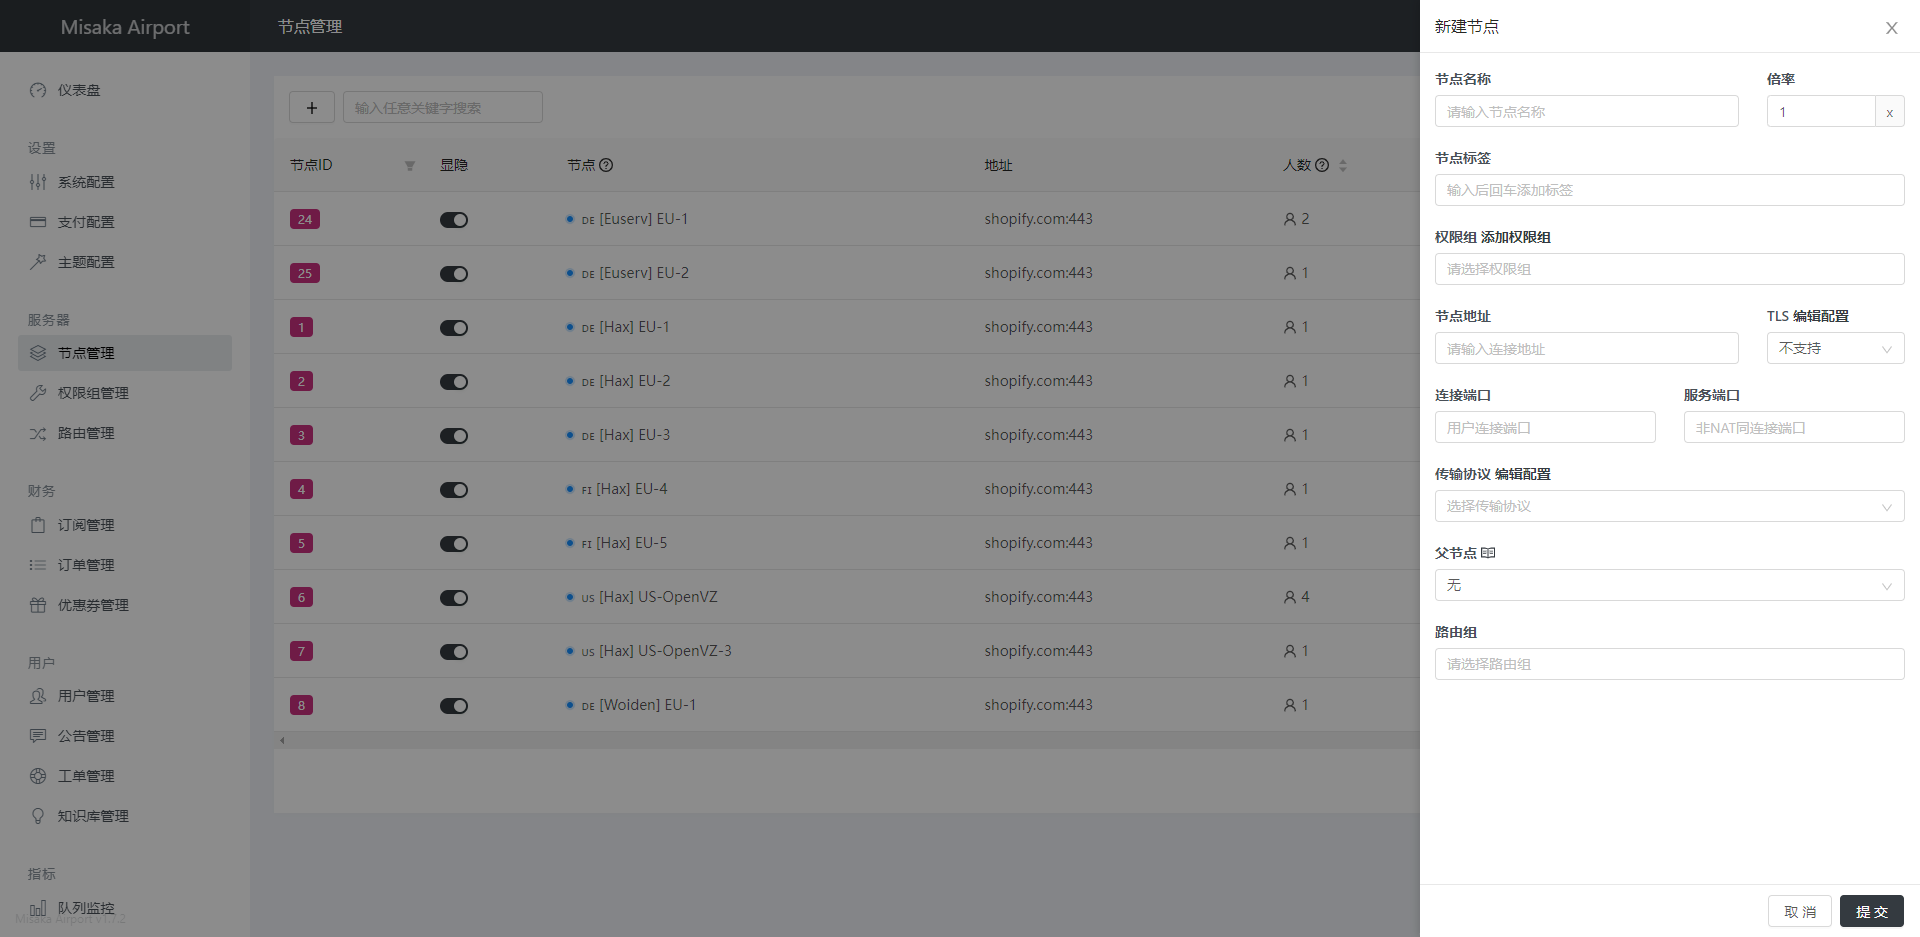 Misaka Airport
节点管理
仪表盘
设置
系统配置
支付配置
主题配置
服务器
节点管理
权限组管理
路由管理
财务
订阅管理
订单管理
优惠券管理
用户
用户管理
公告管理
工单管理
知识库管理
指标
队列监控
Misaka Airport v1.7.2
+ 输入任意关键字搜索
节点ID 显隐 节点 地址 人数
24 DE [Euserv] EU-1 shopify.com:443 2
25 DE [Euserv] EU-2 shopify.com:443 1
1 DE [Hax] EU-1 shopify.com:443 1
2 DE [Hax] EU-2 shopify.com:443 1
3 DE [Hax] EU-3 shopify.com:443 1
4 FI [Hax] EU-4 shopify.com:443 1
5 FI [Hax] EU-5 shopify.com:443 1
6 US [Hax] US-OpenVZ shopify.com:443 4
7 US [Hax] US-OpenVZ-3 shopify.com:443 1
8 DE [Woiden] EU-1 shopify.com:443 1
新建节点
节点名称 倍率
请输入节点名称 1 x
节点标签
输入后回车添加标签
权限组 添加权限组
请选择权限组
节点地址 TLS 编辑配置
请输入连接地址 不支持
连接端口 服务端口
用户连接端口 非NAT同连接端口
传输协议 编辑配置
选择传输协议
父节点
无
路由组
请选择路由组
取 消 提 交